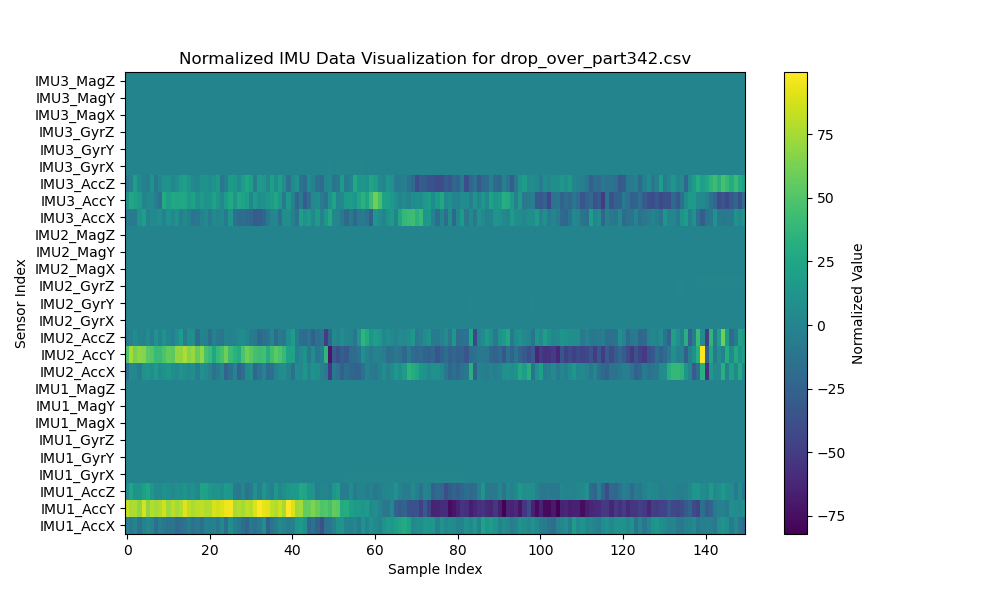 Normalized IMU Data Visualization for drop_over_part342.csv
IMU3_MagZ
IMU3_MagY
IMU3_MagX
IMU3_GyrZ
IMU3_GyrY
IMU3_GyrX
IMU3_AccZ
IMU3_AccY
IMU3_AccX
IMU2_MagZ
IMU2_MagY
IMU2_MagX
IMU2_GyrZ
IMU2_GyrY
IMU2_GyrX
IMU2_AccZ
IMU2_AccY
IMU2_AccX
IMU1_MagZ
IMU1_MagY
IMU1_MagX
IMU1_GyrZ
IMU1_GyrY
IMU1_GyrX
IMU1_AccZ
IMU1_AccY
IMU1_AccX
Sensor Index
0 20 40 60 80 100 120 140
Sample Index
75
50
25
0
−25
−50
−75
Normalized Value